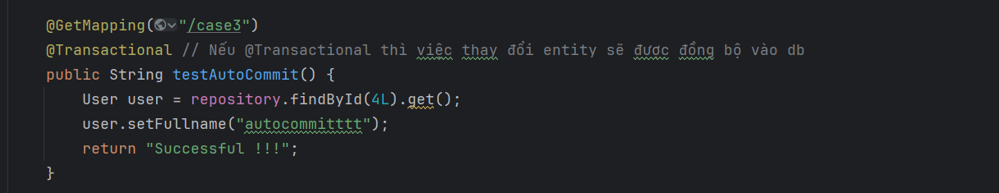 @GetMapping("/case3")
@Transactional // Nếu @Transactional thì việc thay đổi entity sẽ được đồng bộ vào db
public String testAutoCommit() {
User user = repository.findById(4L).get();
user.setFullname("autocommitttt");
return "Successful !!!";
}